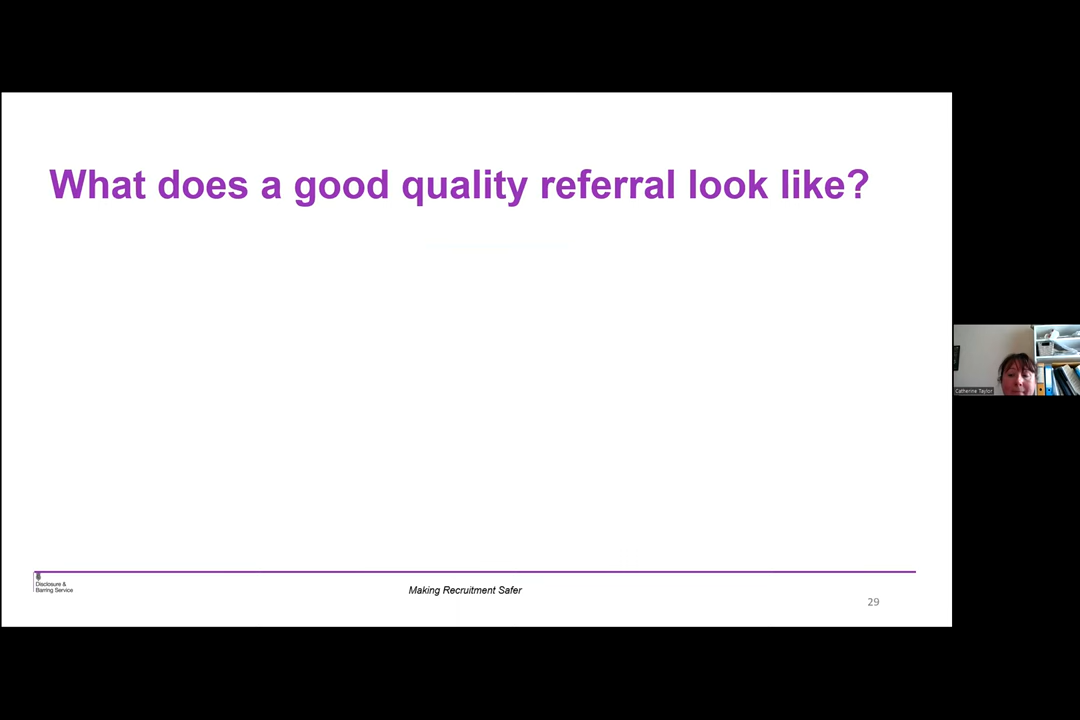 What does a good quality referral look like?
Catherine Taylor
Disclosure &
Barring Service
Making Recruitment Safer
29